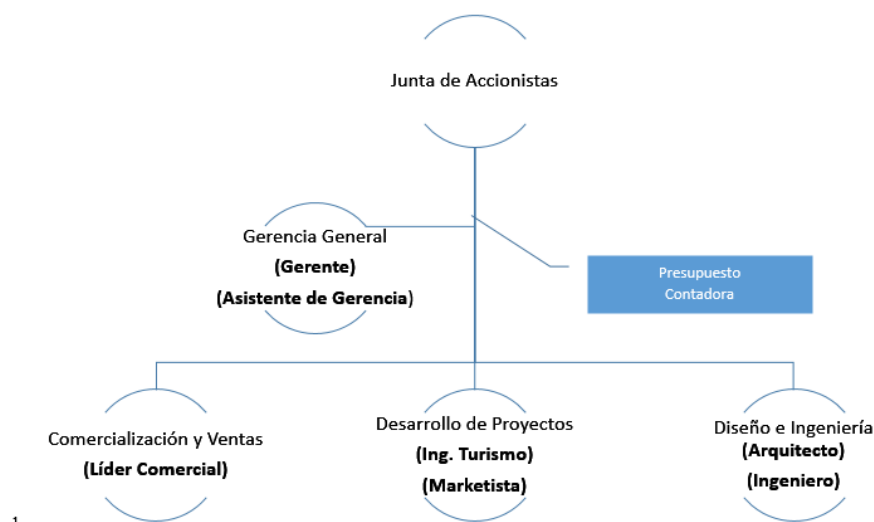 Junta de Accionistas
Gerencia General
(Gerente)
(Asistente de Gerencia)
Presupuesto
Contadora
Comercialización y Ventas
(Líder Comercial)
Desarrollo de Proyectos
(Ing. Turismo)
(Marketista)
Diseño e Ingeniería
(Arquitecto)
(Ingeniero)
1